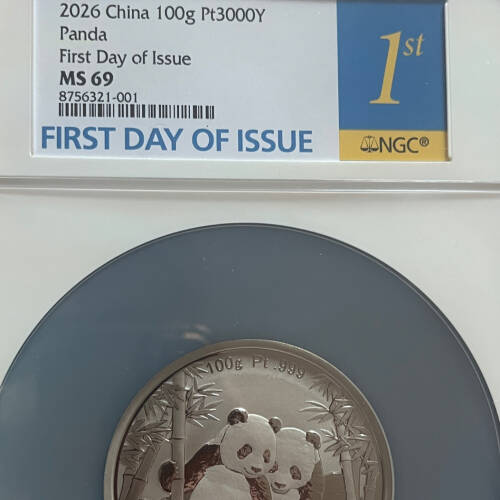 2026 China 100g Pt3000Y
Panda
First Day of Issue
MS 69
8756321-001
FIRST DAY OF ISSUE
1st
NGC®
100g Pt .999